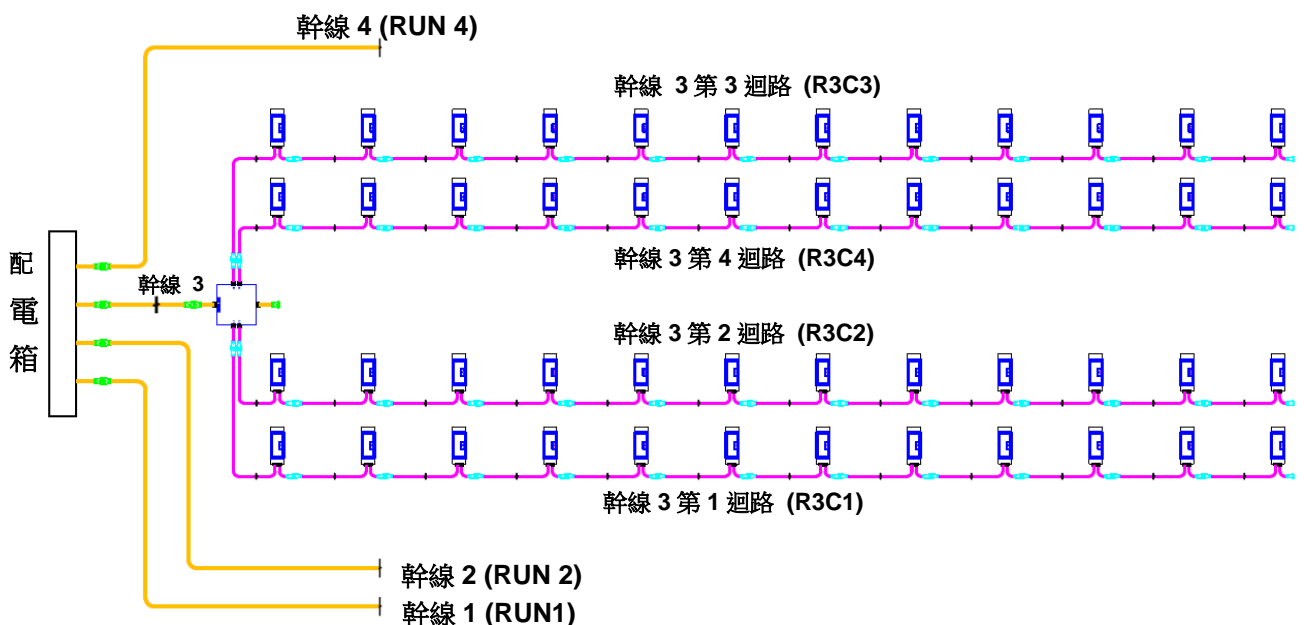 幹線 4 (RUN 4)
幹線 3 第 3 迴路 (R3C3)
幹線 3 第 4 迴路 (R3C4)
配電箱
幹線 3
幹線 3 第 2 迴路 (R3C2)
幹線 3 第 1 迴路 (R3C1)
幹線 2 (RUN 2)
幹線 1 (RUN1)